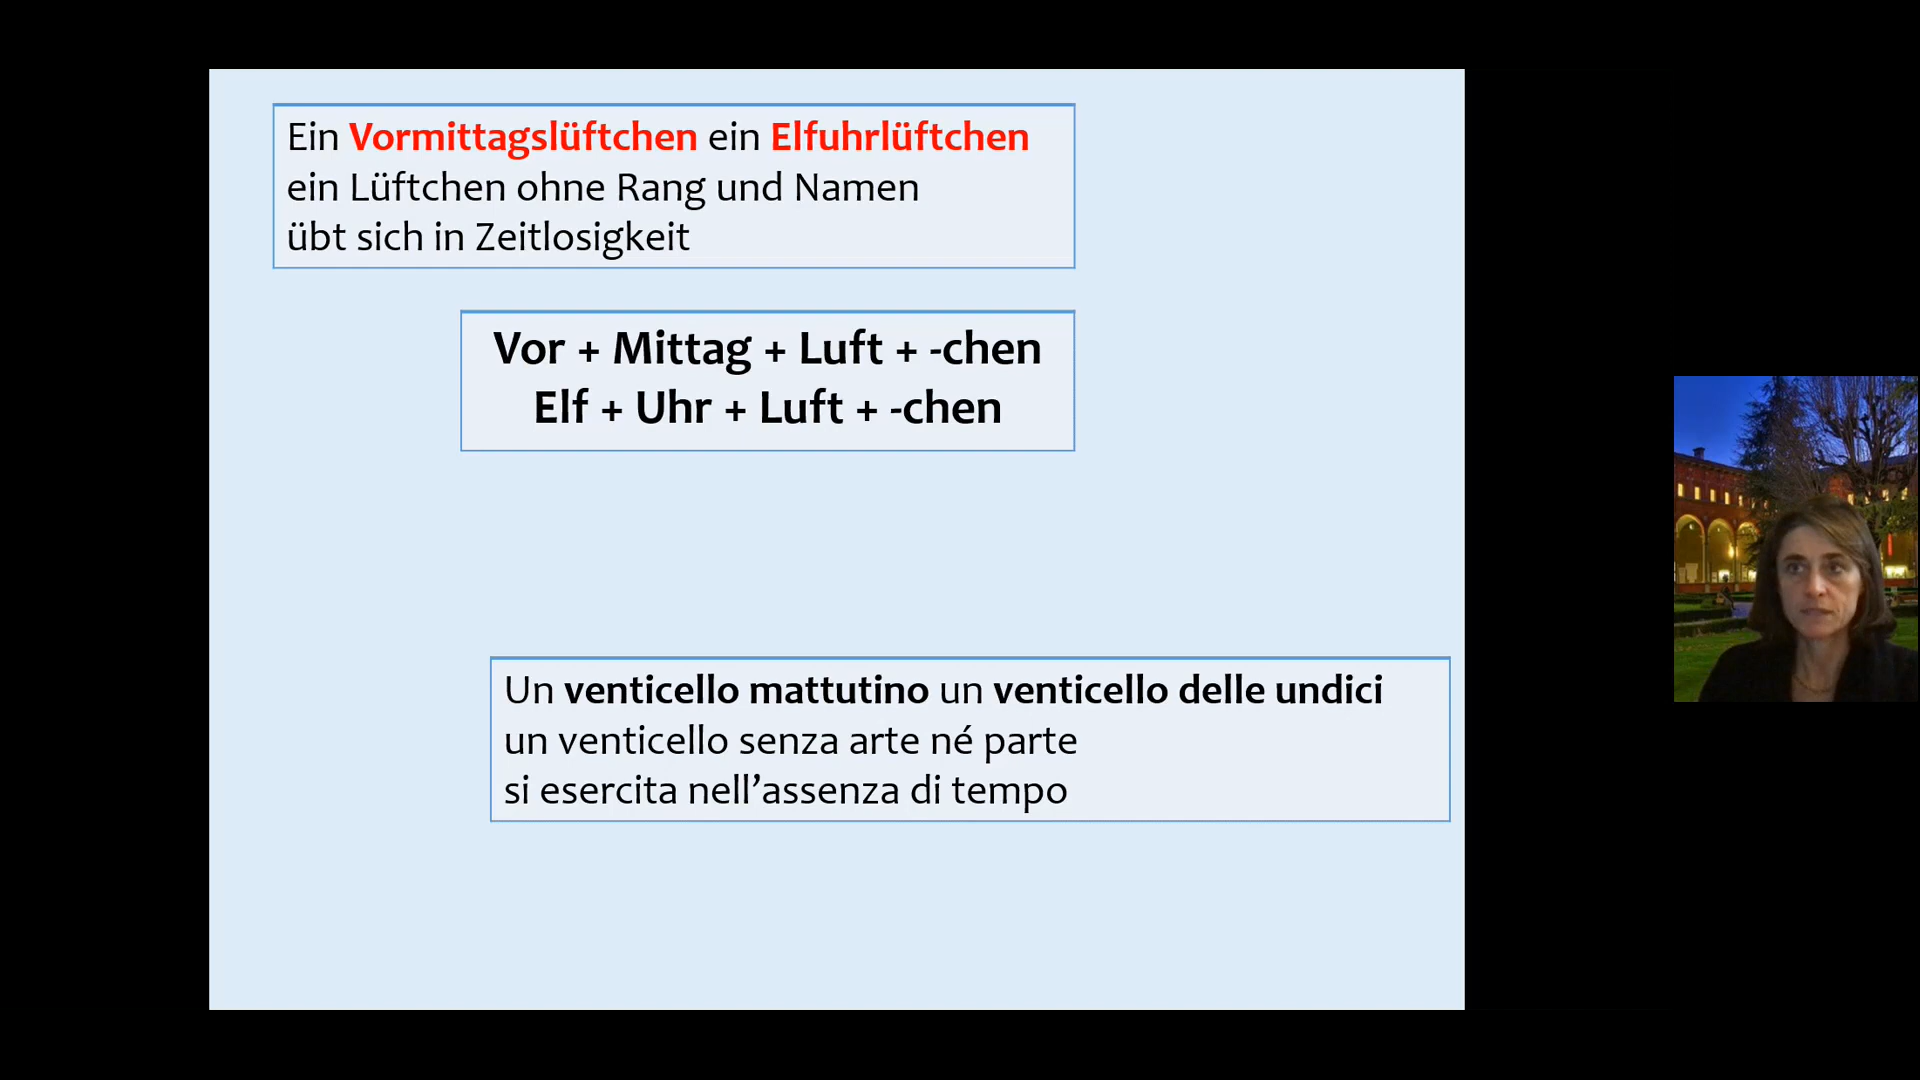 Ein Vormittagslüftchen ein Elfuhrlüftchen
ein Lüftchen ohne Rang und Namen
übt sich in Zeitlosigkeit
Vor + Mittag + Luft + -chen
Elf + Uhr + Luft + -chen
Un venticello mattutino un venticello delle undici
un venticello senza arte né parte
si esercita nell’assenza di tempo